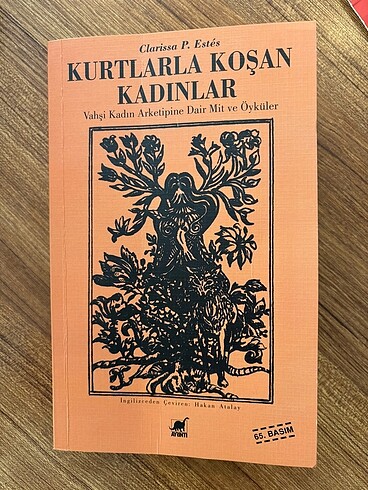 Clarissa P. Estés
KURTLARLA KOŞAN
KADINLAR
Vahşi Kadın Arketipine Dair Mit ve Öyküler
İngilizceden Çeviren: Hakan Atalay
AYRINTI
65. BASIM